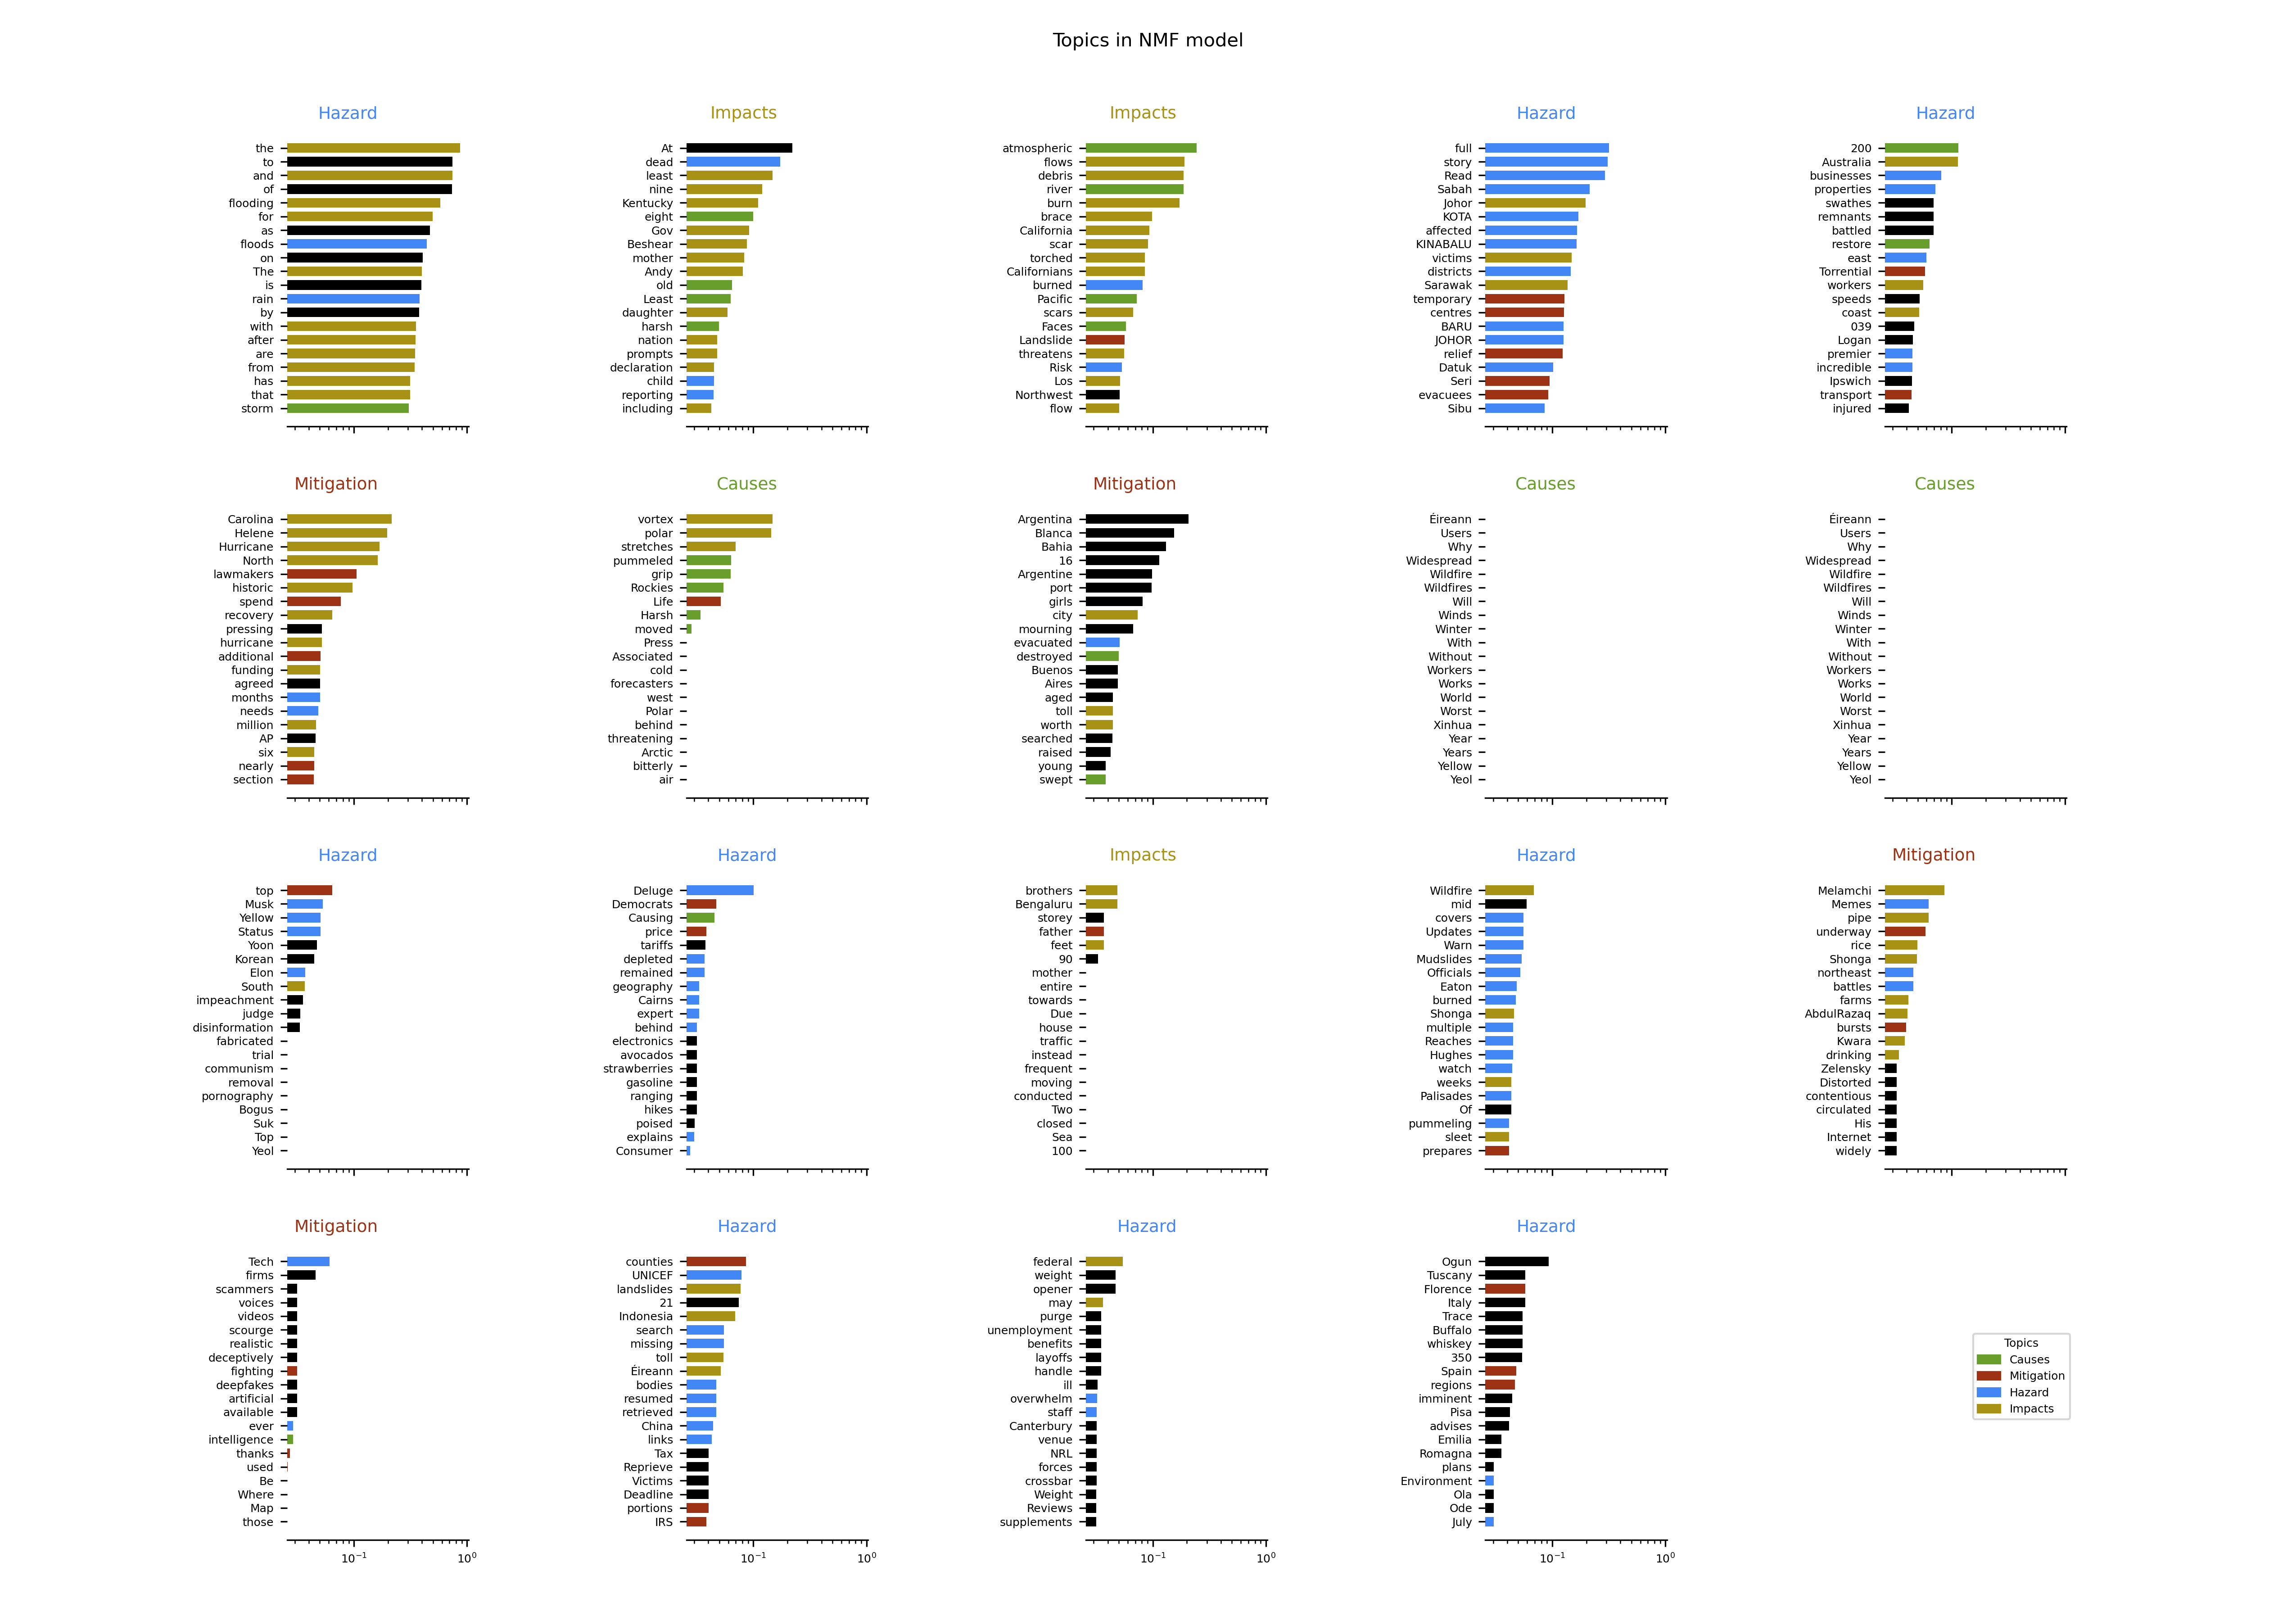 Topics in NMF model
Hazard
the
to
and
of
flooding
for
as
floods
on
The
is
rain
by
with
after
are
from
has
that
storm
Impacts
At
dead
least
nine
Kentucky
eight
Gov
Beshear
mother
Andy
old
Least
daughter
harsh
nation
prompts
declaration
child
reporting
including
Impacts
atmospheric
flows
debris
river
burn
brace
California
scar
torched
Californians
burned
Pacific
scars
Faces
Landslide
threatens
Risk
Los
Northwest
flow
Hazard
full
story
Read
Sabah
Johor
KOTA
affected
KINABALU
victims
districts
Sarawak
temporary
centres
BARU
JOHOR
relief
Datuk
Seri
evacuees
Sibu
Hazard
200
Australia
businesses
properties
swathes
remnants
battled
restore
east
Torrential
workers
speeds
coast
039
Logan
premier
incredible
Ipswich
transport
injured
Mitigation
Carolina
Helene
Hurricane
North
lawmakers
historic
spend
recovery
pressing
hurricane
additional
funding
agreed
months
needs
million
AP
six
nearly
section
Causes
vortex
polar
stretches
pummeled
grip
Rockies
Life
Harsh
moved
Press
Associated
cold
forecasters
west
Polar
behind
threatening
Arctic
bitterly
air
Mitigation
Argentina
Blanca
Bahia
16
Argentine
port
girls
city
mourning
evacuated
destroyed
Buenos
Aires
aged
toll
worth
searched
raised
young
swept
Causes
Éireann
Users
Why
Widespread
Wildfire
Wildfires
Will
Winds
Winter
With
Without
Workers
Works
World
Worst
Xinhua
Year
Years
Yellow
Yeol
Causes
Éireann
Users
Why
Widespread
Wildfire
Wildfires
Will
Winds
Winter
With
Without
Workers
Works
World
Worst
Xinhua
Year
Years
Yellow
Yeol
Hazard
top
Musk
Yellow
Status
Yoon
Korean
Elon
South
impeachment
judge
disinformation
fabricated
trial
communism
removal
pornography
Bogus
Suk
Top
Yeol
Hazard
Deluge
Democrats
Causing
price
tariffs
depleted
remained
geography
Cairns
expert
behind
electronics
avocados
strawberries
gasoline
ranging
hikes
poised
explains
Consumer
Impacts
brothers
Bengaluru
storey
father
feet
90
mother
entire
towards
Due
house
traffic
instead
frequent
moving
conducted
Two
closed
Sea
100
Hazard
Wildfire
mid
covers
Updates
Warn
Mudslides
Officials
Eaton
burned
Shonga
multiple
Reaches
Hughes
watch
weeks
Palisades
Of
pummeling
sleet
prepares
Mitigation
Melamchi
Memes
pipe
underway
rice
Shonga
northeast
battles
farms
AbdulRazaq
bursts
Kwara
drinking
Zelensky
Distorted
contentious
circulated
His
Internet
widely
Mitigation
Tech
firms
scammers
voices
videos
scourge
realistic
deceptively
fighting
deepfakes
artificial
available
ever
intelligence
thanks
used
Be
Where
Map
those
10⁻¹ 10⁰
Hazard
counties
UNICEF
landslides
21
Indonesia
search
missing
toll
Éireann
bodies
resumed
retrieved
China
links
Tax
Reprieve
Victims
Deadline
portions
IRS
10⁻¹ 10⁰
Hazard
federal
weight
opener
may
purge
unemployment
benefits
layoffs
handle
ill
overwhelm
staff
Canterbury
venue
NRL
forces
crossbar
Weight
Reviews
supplements
10⁻¹ 10⁰
Hazard
Ogun
Tuscany
Florence
Italy
Trace
Buffalo
whiskey
350
Spain
regions
imminent
Pisa
advises
Emilia
Romagna
plans
Environment
Ola
Ode
July
10⁻¹ 10⁰
Topics
Causes
Mitigation
Hazard
Impacts